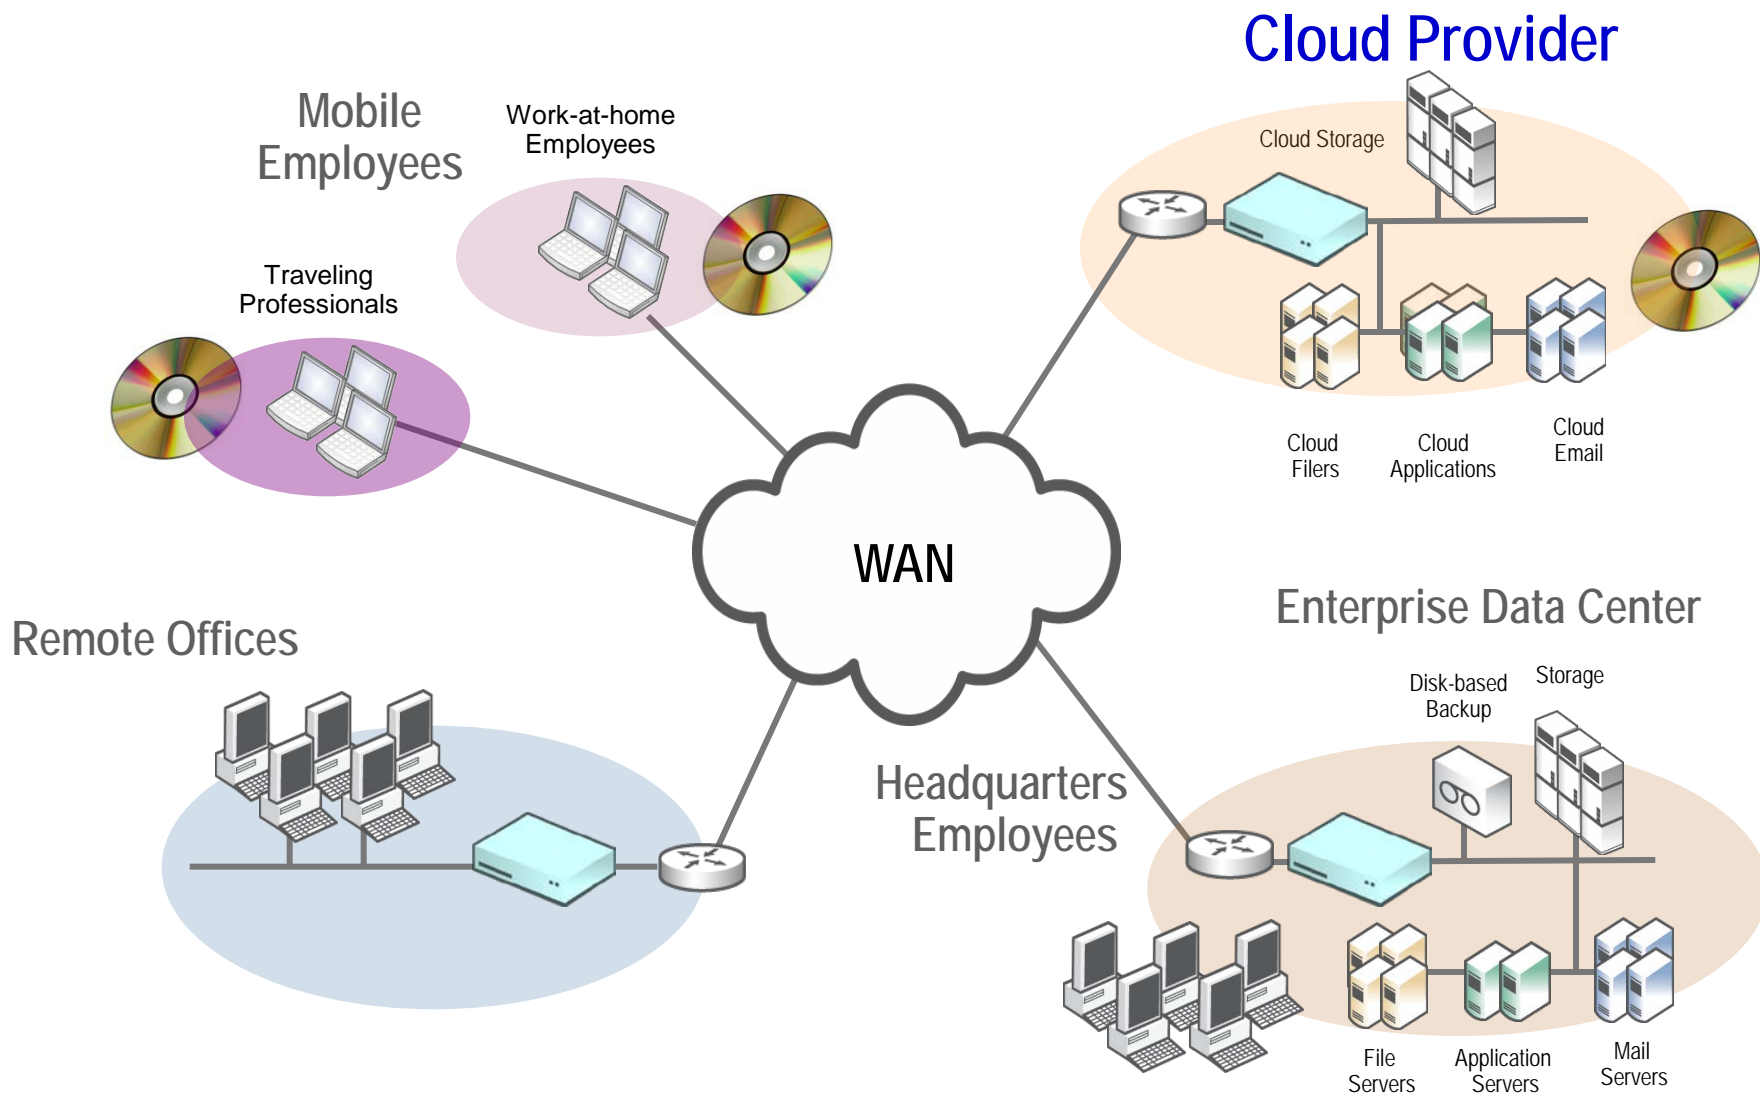 Cloud Provider
Mobile
Employees
Work-at-home
Employees
Cloud Storage
Traveling
Professionals
Cloud
Filers
Cloud
Applications
Cloud
Email
WAN
Remote Offices
Enterprise Data Center
Disk-based
Backup
Storage
Headquarters
Employees
File
Servers
Application
Servers
Mail
Servers